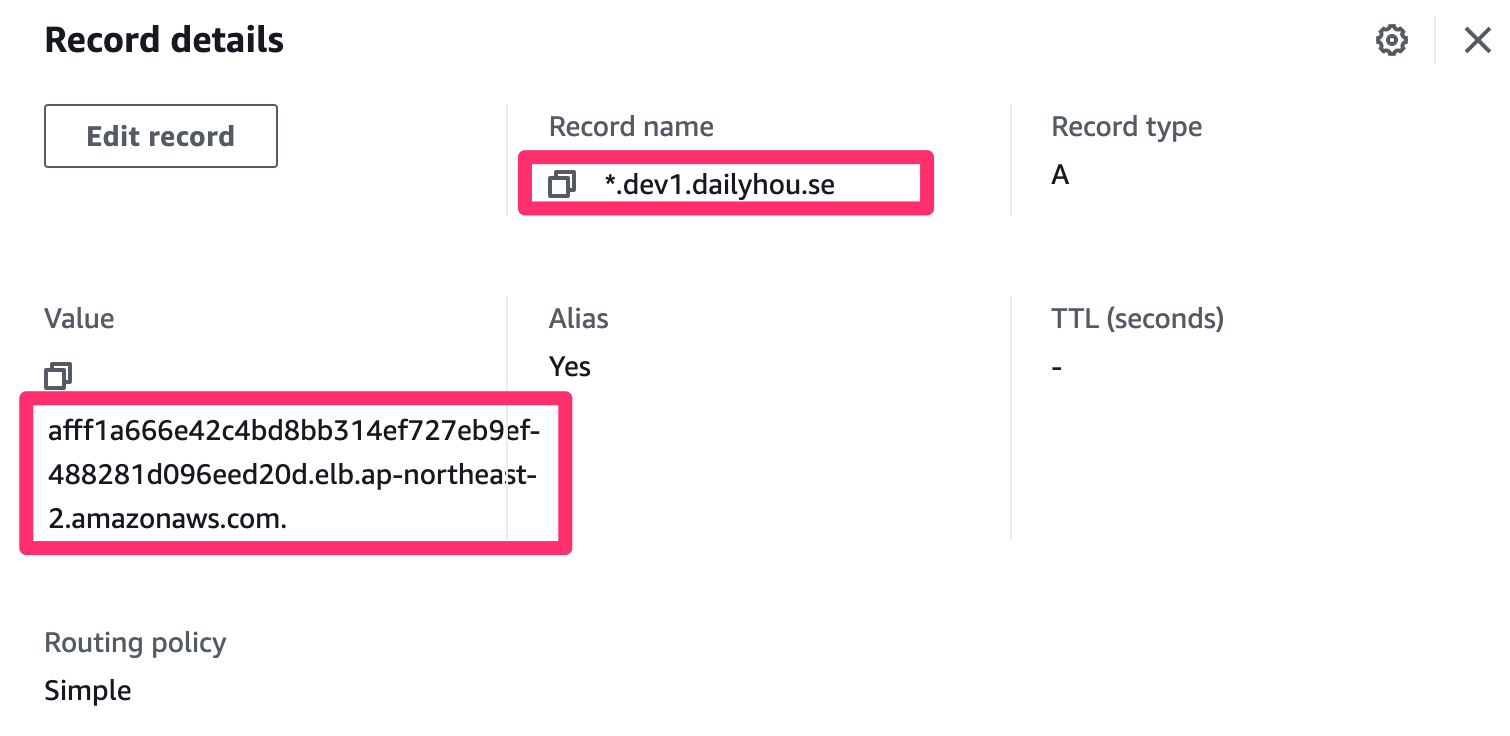 Record details
Edit record
Record name
*.dev1.dailyhou.se
Record type
A
Value
afff1a666e42c4bd8bb314ef727eb9ef-
488281d096eed20d.elb.ap-northeast-
2.amazonaws.com.
Alias
Yes
TTL (seconds)
-
Routing policy
Simple